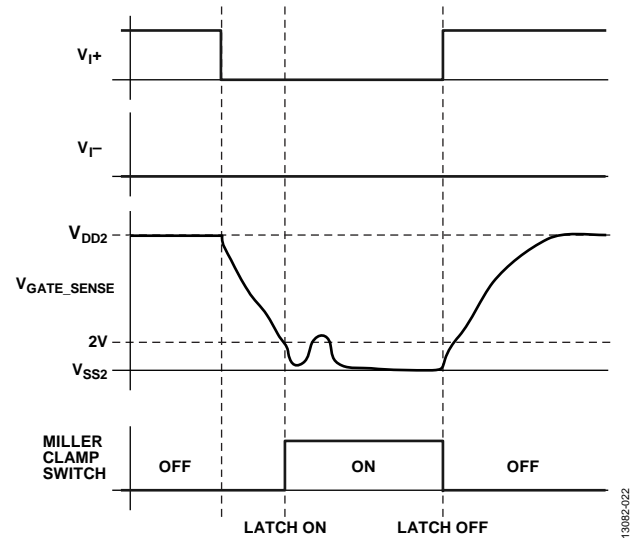 VI+
VI–
VDD2
VGATE_SENSE
2V
VSS2
MILLER
CLAMP
SWITCH
OFF
ON
OFF
LATCH ON
LATCH OFF
13082-022